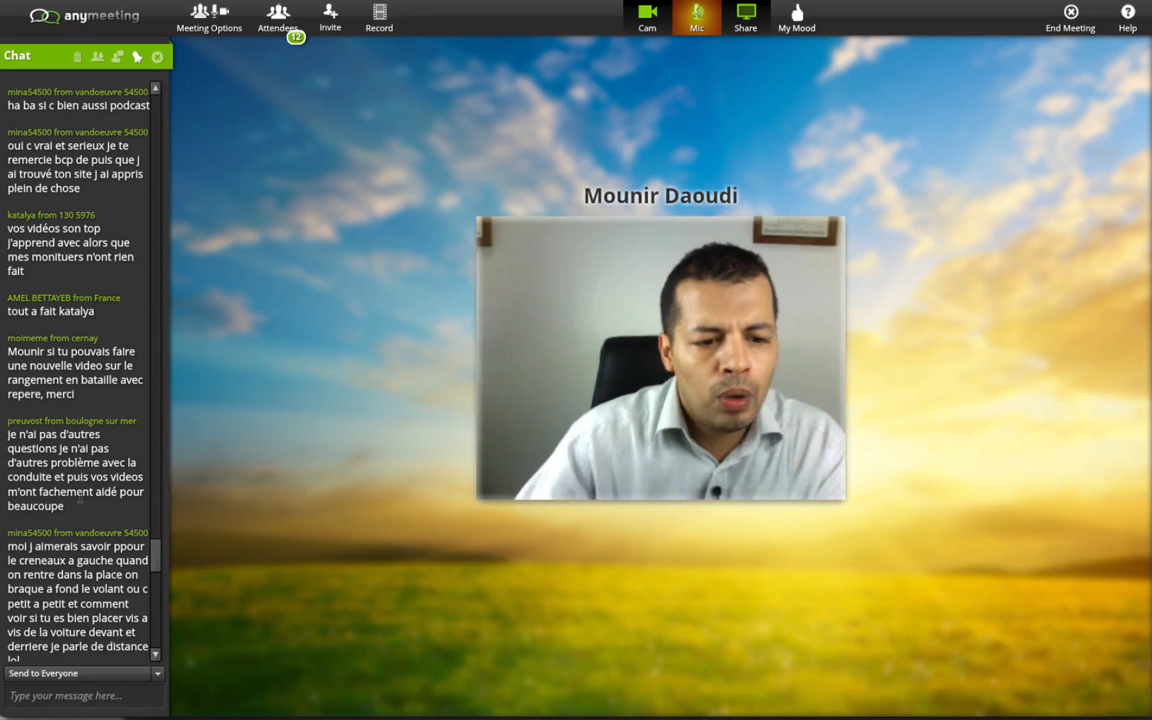 anymeeting
Meeting Options
Attendees
12
Invite
Record
Cam
Mic
Share
My Mood
End Meeting
Help
Chat
mina54500 from vandoeuvre 54500
ha ba si c bien aussi podcast
mina54500 from vandoeuvre 54500
oui c vrai et serieux je te
remercie bcp de puis que j
ai trouvé ton site j ai appris
plein de chose
katalya from 130 5976
vos vidéos son top
j'apprend avec alors que
mes monituers n'ont rien
fait
AMEL BETTAYEB from France
tout a fait katalya
moimeme from cernay
Mounir si tu pouvais faire
une nouvelle video sur le
rangement en bataille avec
repere, merci
preuvost from boulogne sur mer
je n'ai pas d'autres
questions je n'ai pas
d'autres problème avec la
conduite et puis vos videos
m'ont fachement aidé pour
beaucoupe
mina54500 from vandoeuvre 54500
moi j aimerais savoir ppour
le creneaux a gauche quand
on rentre dans la place on
braque a fond le volant ou c
petit a petit et comment
voir si tu es bien placer vis a
vis de la voiture devant et
derriere je parle de distance
lol
Send to Everyone
Type your message here...
Mounir Daoudi